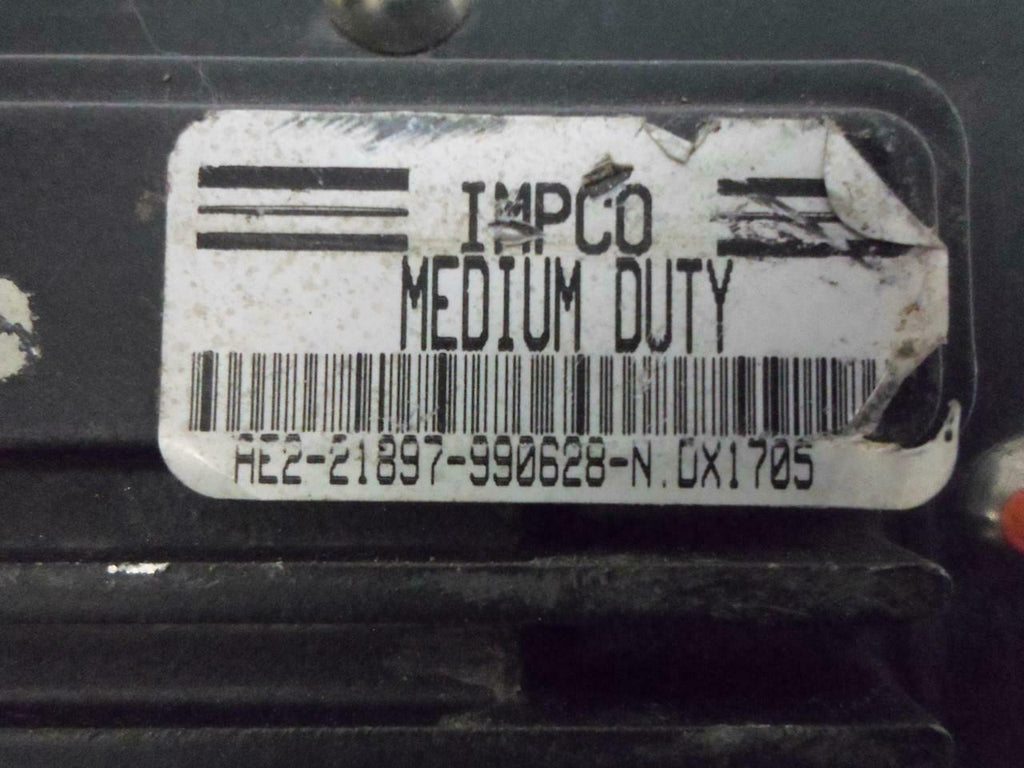 IMPCO
MEDIUM DUTY
AE2-21897-990628-N.DX1705